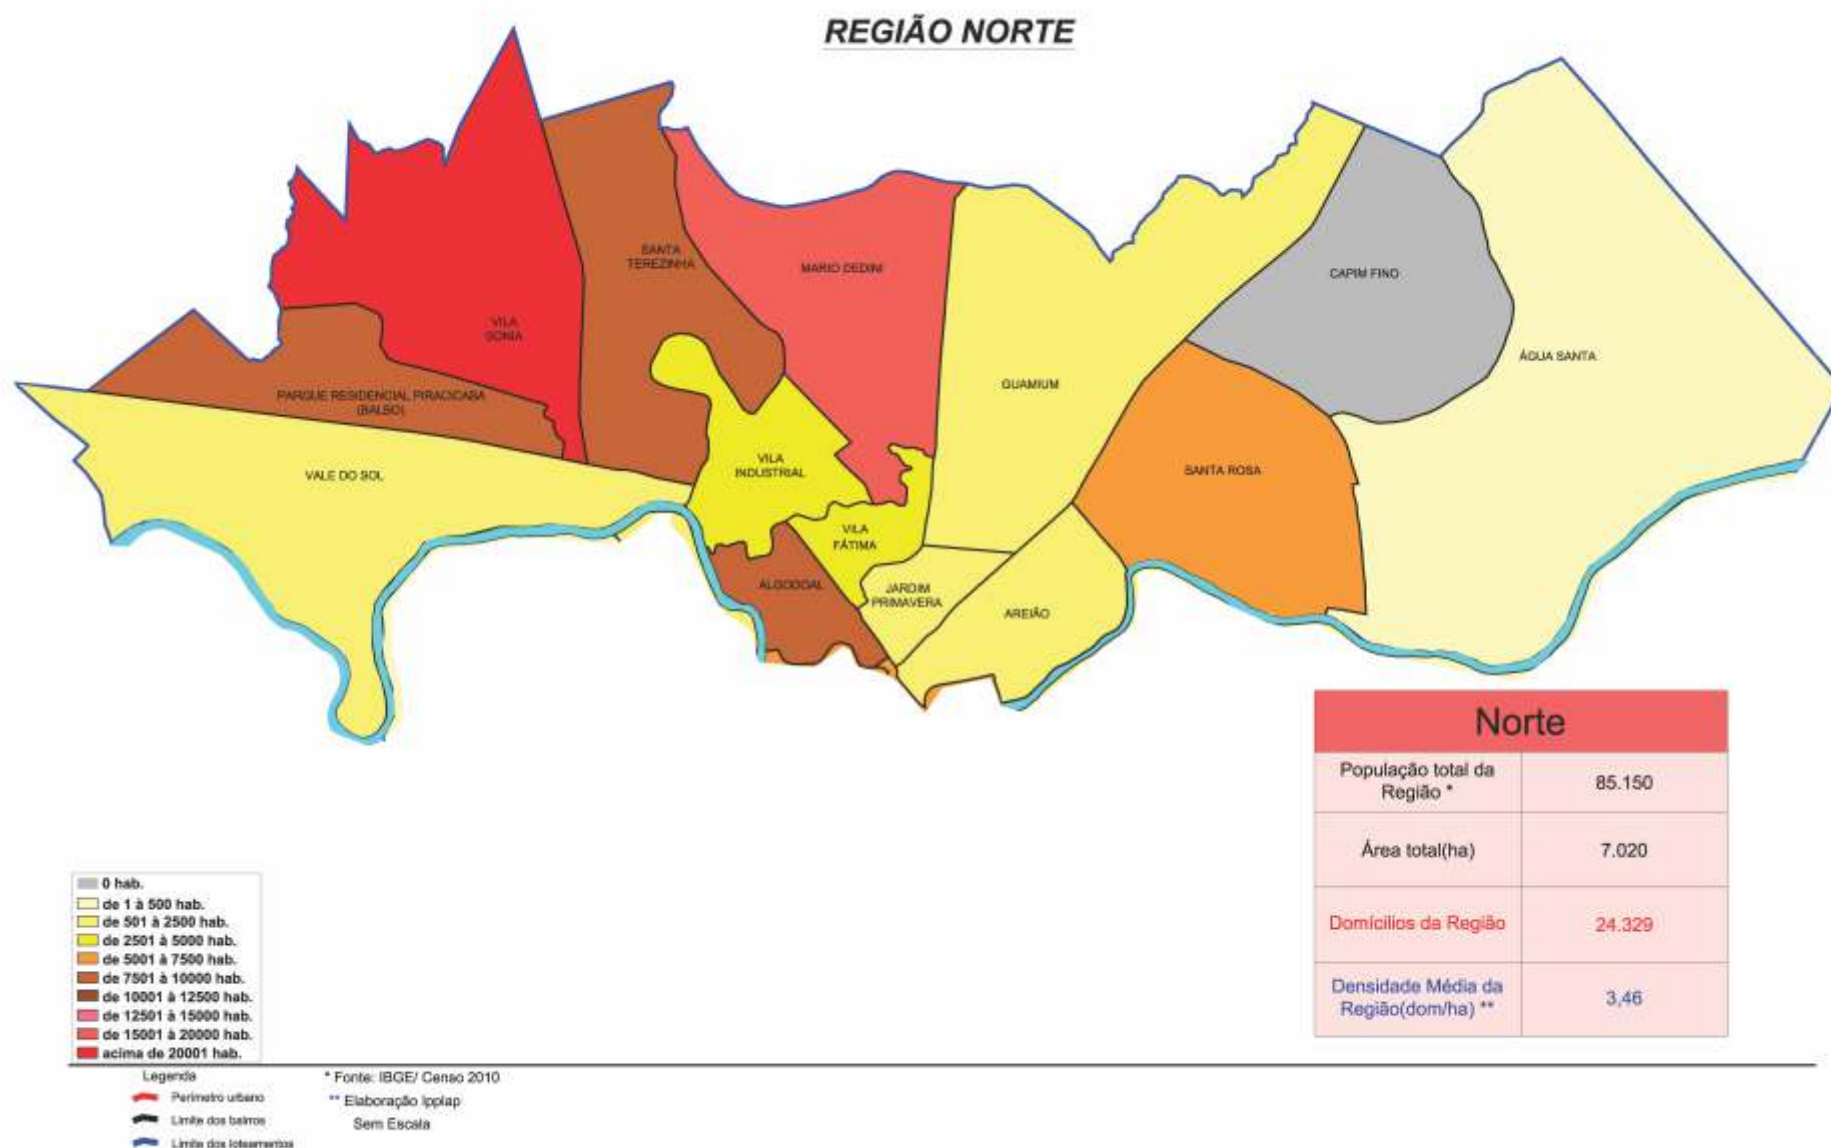 REGIÃO NORTE
SANTA
TEREZINHA
MARIO DEDINI
CAPIM FINO
VILA
SONIA
ÁGUA SANTA
GUAMIUM
PARQUE RESIDENCIAL PIRACICABA
(BALBO)
VALE DO SOL
VILA
INDUSTRIAL
SANTA ROSA
VILA
FÁTIMA
ALGODOAL
JARDIM
PRIMAVERA
AREIÃO
Norte
População total da
Região *
85.150
Área total(ha)
7.020
Domicílios da Região
24.329
Densidade Média da
Região(dom/ha) **
3,46
0 hab.
de 1 à 500 hab.
de 501 à 2500 hab.
de 2501 à 5000 hab.
de 5001 à 7500 hab.
de 7501 à 10000 hab.
de 10001 à 12500 hab.
de 12501 à 15000 hab.
de 15001 à 20000 hab.
acima de 20001 hab.
Legenda
Perímetro urbano
Limite dos bairros
Limite dos loteamentos
* Fonte: IBGE/ Censo 2010
** Elaboração Ipplap
Sem Escala